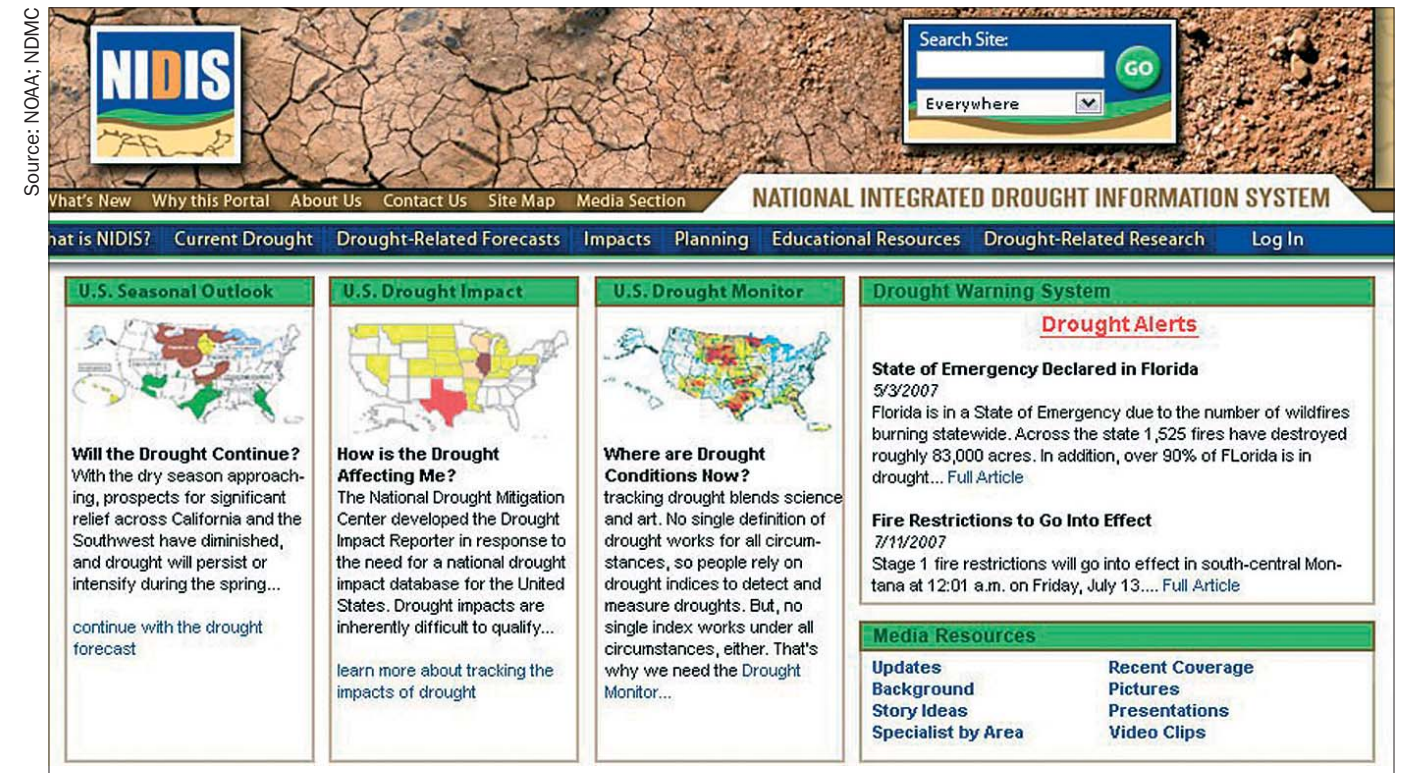 Source: NOAA; NDMC
NIDIS
Search Site:
GO
Everywhere
What's New Why this Portal About Us Contact Us Site Map Media Section
NATIONAL INTEGRATED DROUGHT INFORMATION SYSTEM
hat is NIDIS? Current Drought Drought-Related Forecasts Impacts Planning Educational Resources Drought-Related Research Log In
U.S. Seasonal Outlook
Will the Drought Continue?
With the dry season approach-
ing, prospects for significant
relief across California and the
Southwest have diminished,
and drought will persist or
intensify during the spring...
continue with the drought
forecast
U.S. Drought Impact
How is the Drought
Affecting Me?
The National Drought Mitigation
Center developed the Drought
Impact Reporter in response to
the need for a national drought
impact database for the United
States. Drought impacts are
inherently difficult to qualify...
learn more about tracking the
impacts of drought
U.S. Drought Monitor
Where are Drought
Conditions Now?
tracking drought blends science
and art. No single definition of
drought works for all circum-
stances, so people rely on
drought indices to detect and
measure droughts. But, no
single index works under all
circumstances, either. That's
why we need the Drought
Monitor...
Drought Warning System
Drought Alerts
State of Emergency Declared in Florida
5/3/2007
Florida is in a State of Emergency due to the number of wildfires
burning statewide. Across the state 1,525 fires have destroyed
roughly 83,000 acres. In addition, over 90% of FLorida is in
drought... Full Article
Fire Restrictions to Go Into Effect
7/11/2007
Stage 1 fire restrictions will go into effect in south-central Mon-
tana at 12:01 a.m. on Friday, July 13.... Full Article
Media Resources
Updates Recent Coverage
Background Pictures
Story Ideas Presentations
Specialist by Area Video Clips